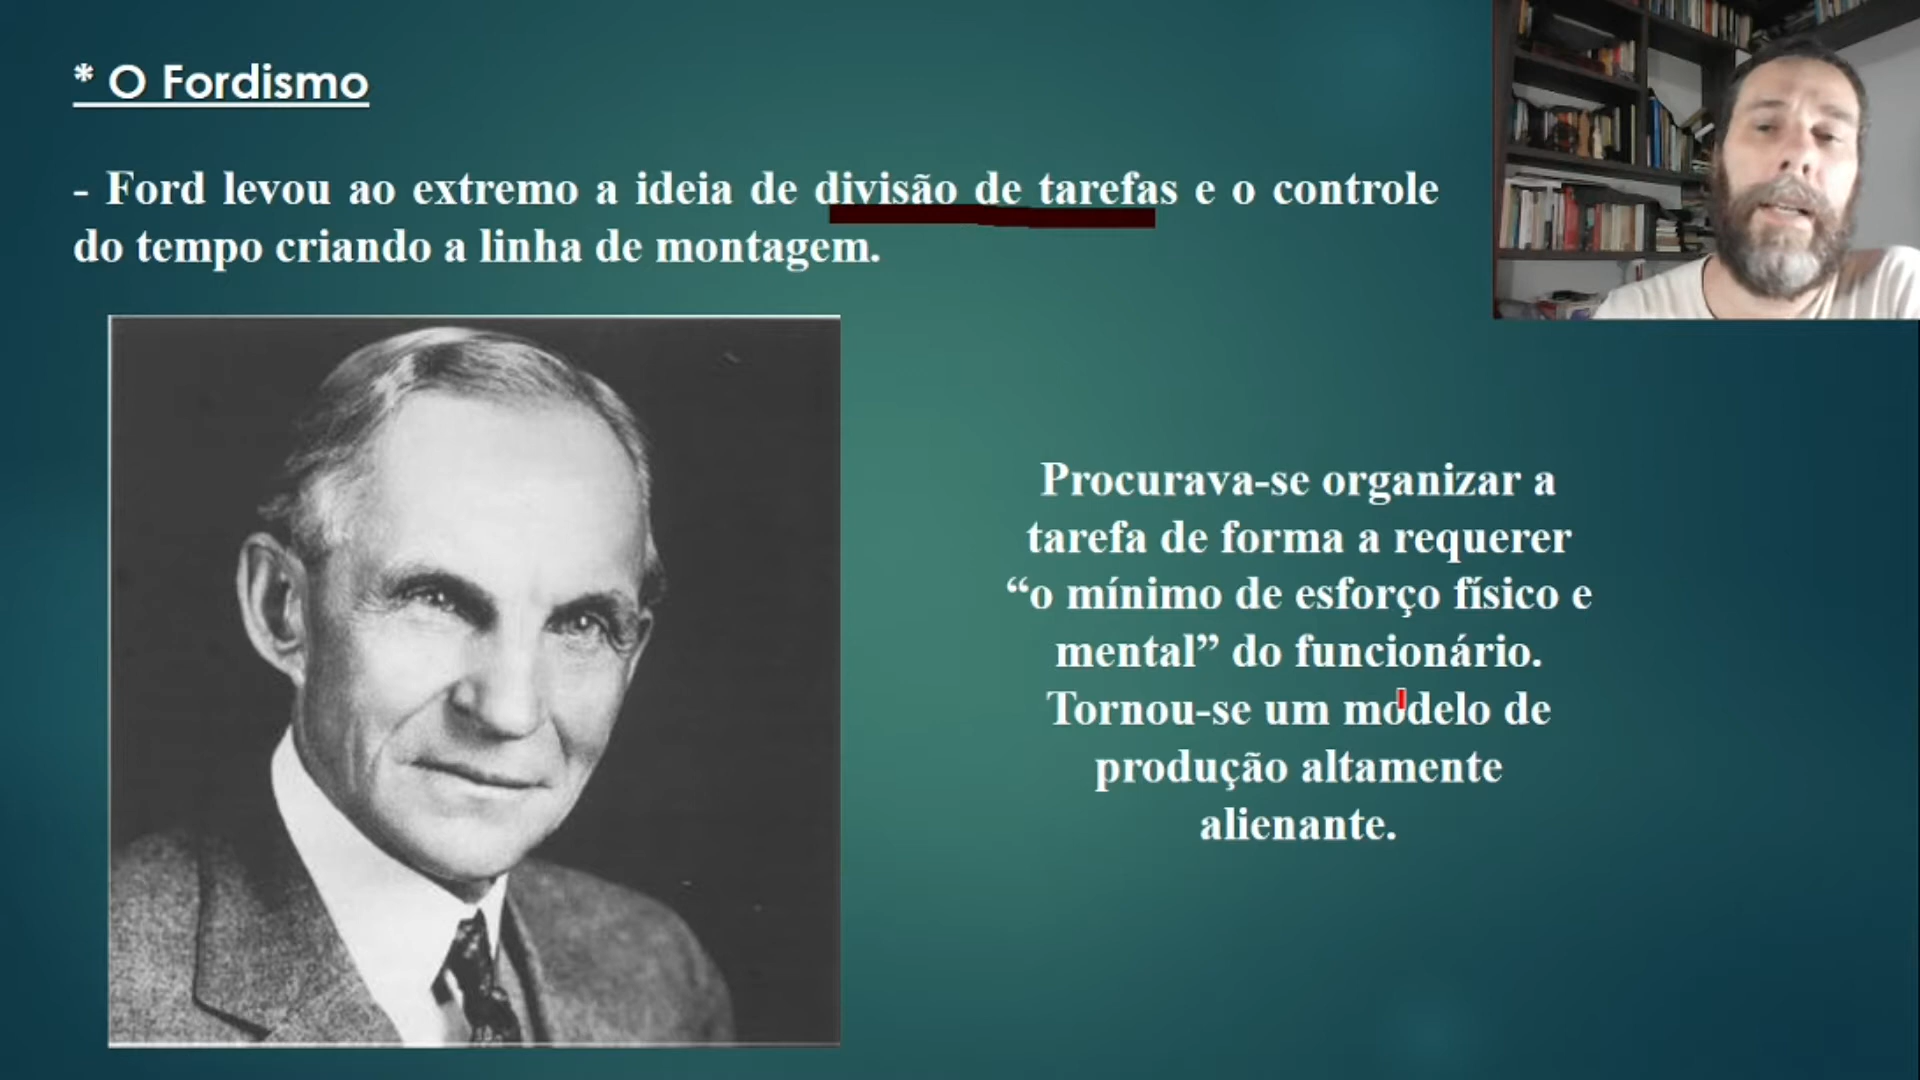 * O Fordismo
- Ford levou ao extremo a ideia de divisão de tarefas e o controle
do tempo criando a linha de montagem.
Procurava-se organizar a
tarefa de forma a requerer
“o mínimo de esforço físico e
mental” do funcionário.
Tornou-se um modelo de
produção altamente
alienante.